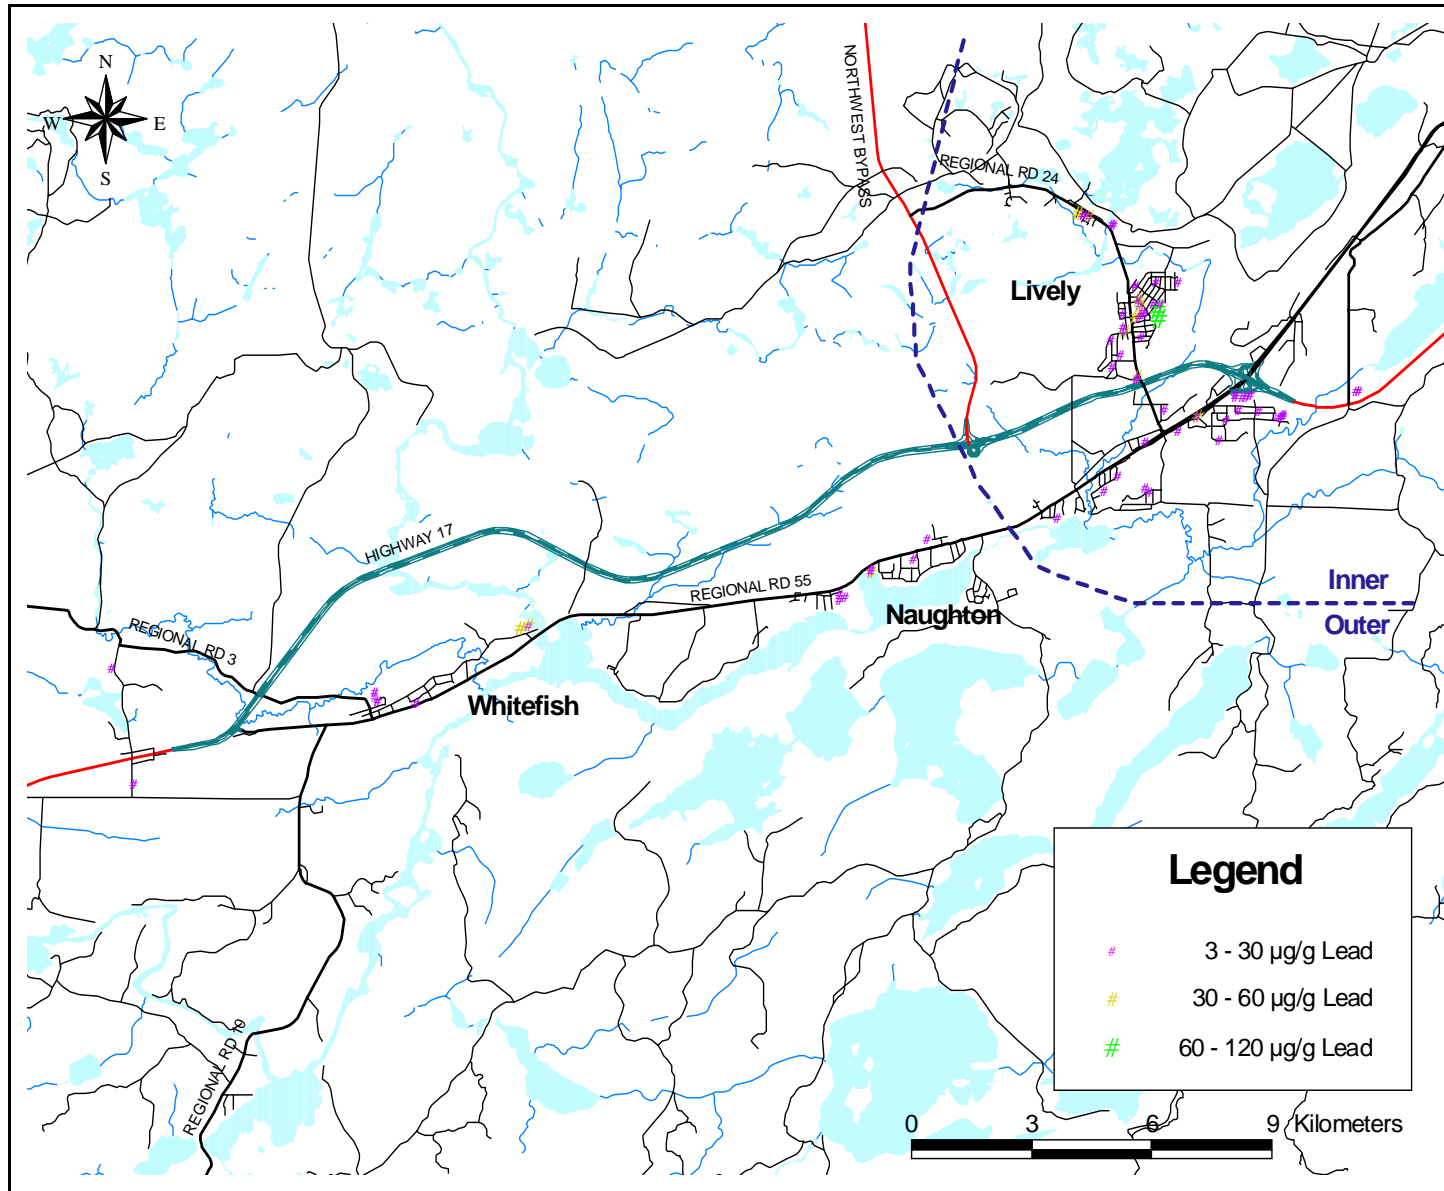 N
W E
S
NORTHWEST BYPASS
REGIONAL RD 24
Lively
HIGHWAY 17
REGIONAL RD 55
Inner
Outer
Naughton
REGIONAL RD 3
Whitefish
REGIONAL RD 10
Legend
# 3 - 30 µg/g Lead
# 30 - 60 µg/g Lead
# 60 - 120 µg/g Lead
0 3 6 9 Kilometers